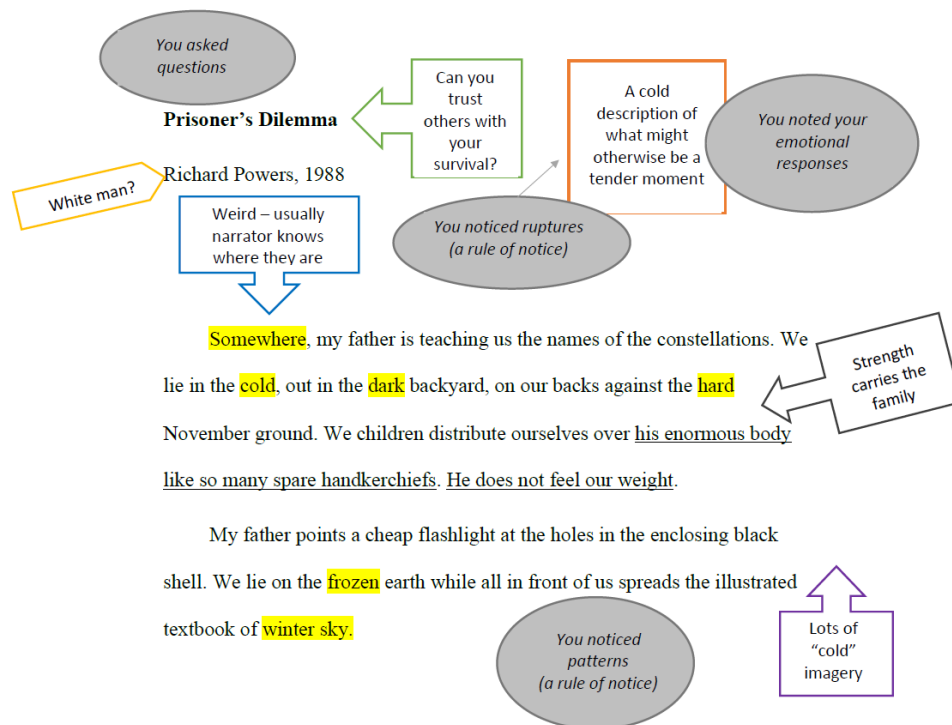 You asked
questions
Can you
trust
others with
your
survival?
A cold
description of
what might
otherwise be a
tender moment
You noted your
emotional
responses
Prisoner's Dilemma
Richard Powers, 1988
White man?
Weird – usually
narrator knows
where they are
You noticed ruptures
(a rule of notice)
Somewhere, my father is teaching us the names of the constellations. We
lie in the cold, out in the dark backyard, on our backs against the hard
November ground. We children distribute ourselves over his enormous body
like so many spare handkerchiefs. He does not feel our weight.
Strength
carries the
family
My father points a cheap flashlight at the holes in the enclosing black
shell. We lie on the frozen earth while all in front of us spreads the illustrated
textbook of winter sky.
You noticed
patterns
(a rule of notice)
Lots of
“cold”
imagery